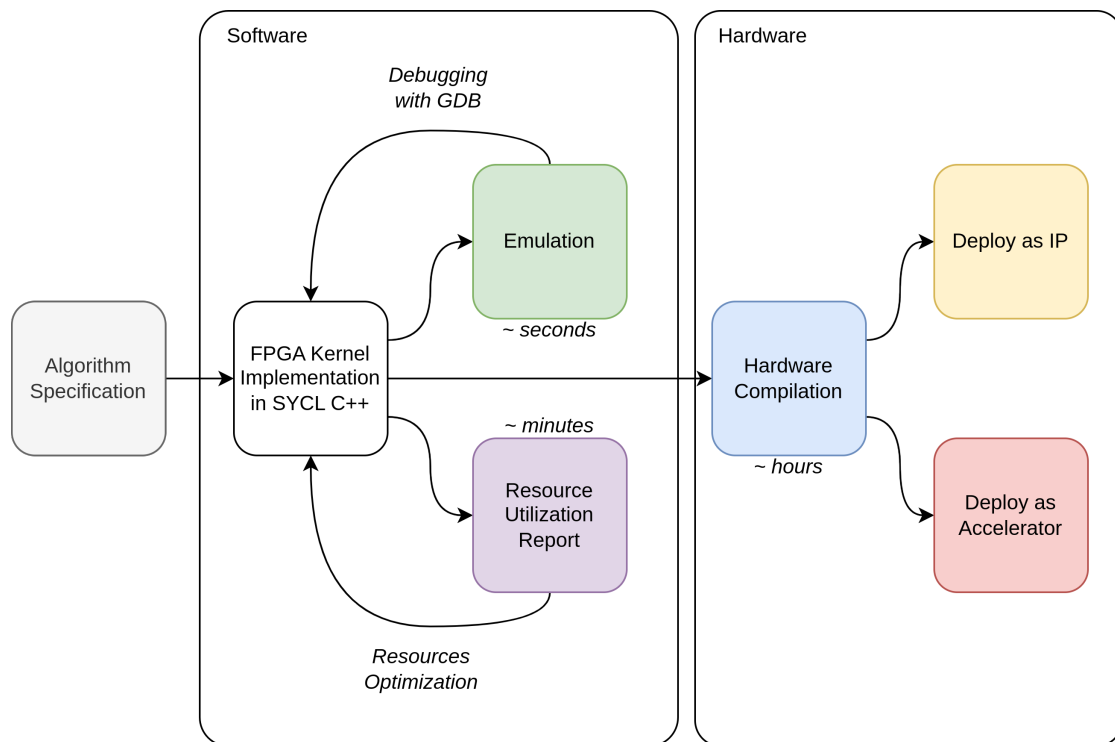 Software
Hardware
Debugging
with GDB
Emulation
~ seconds
Deploy as IP
Algorithm
Specification
FPGA Kernel
Implementation
in SYCL C++
Hardware
Compilation
~ hours
~ minutes
Resource
Utilization
Report
Deploy as
Accelerator
Resources
Optimization